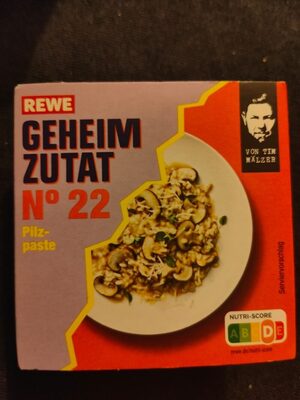 REWE
GEHEIM
ZUTAT
Nº 22
Pilz-
paste
VON TIM
MÄLZER
Serviervorschlag
NUTRI-SCORE
A B C D E